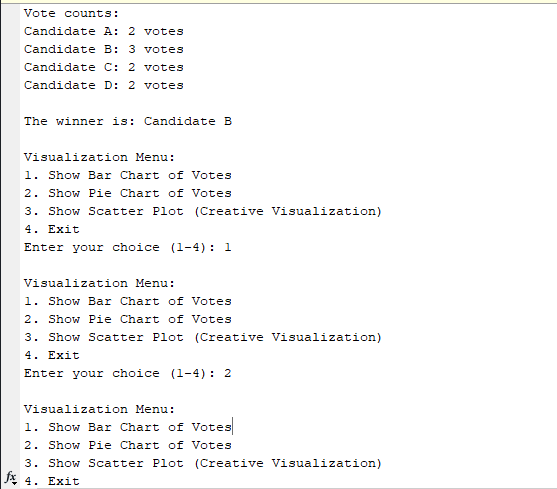 Vote counts:
Candidate A: 2 votes
Candidate B: 3 votes
Candidate C: 2 votes
Candidate D: 2 votes
The winner is: Candidate B
Visualization Menu:
1. Show Bar Chart of Votes
2. Show Pie Chart of Votes
3. Show Scatter Plot (Creative Visualization)
4. Exit
Enter your choice (1-4): 1
Visualization Menu:
1. Show Bar Chart of Votes
2. Show Pie Chart of Votes
3. Show Scatter Plot (Creative Visualization)
4. Exit
Enter your choice (1-4): 2
Visualization Menu:
1. Show Bar Chart of Votes
2. Show Pie Chart of Votes
3. Show Scatter Plot (Creative Visualization)
fx 4. Exit